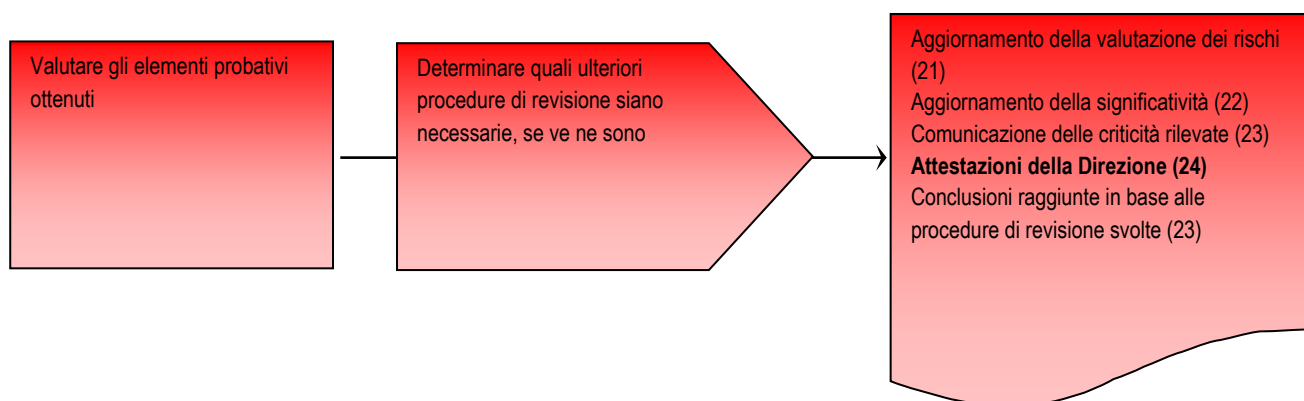 Valutare gli elementi probativi
ottenuti
Determinare quali ulteriori
procedure di revisione siano
necessarie, se ve ne sono
Aggiornamento della valutazione dei rischi
(21)
Aggiornamento della significatività (22)
Comunicazione delle criticità rilevate (23)
Attestazioni della Direzione (24)
Conclusioni raggiunte in base alle
procedure di revisione svolte (23)